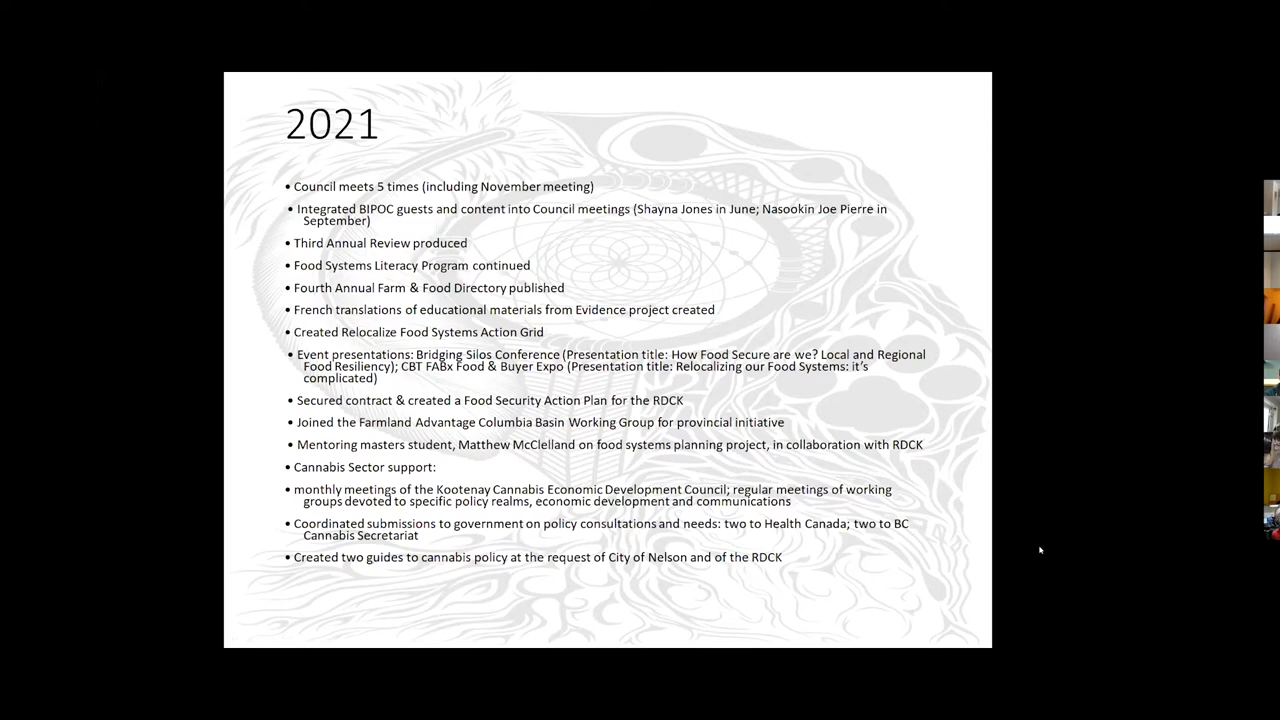 2021
• Council meets 5 times (including November meeting)
• Integrated BIPOC guests and content into Council meetings (Shayna Jones in June; Nasookin Joe Pierre in
September)
• Third Annual Review produced
• Food Systems Literacy Program continued
• Fourth Annual Farm & Food Directory published
• French translations of educational materials from Evidence project created
• Created Relocalize Food Systems Action Grid
• Event presentations: Bridging Silos Conference (Presentation title: How Food Secure are we? Local and Regional
Food Resiliency); CBT FABx Food & Buyer Expo (Presentation title: Relocalizing our Food Systems: it’s
complicated)
• Secured contract & created a Food Security Action Plan for the RDCK
• Joined the Farmland Advantage Columbia Basin Working Group for provincial initiative
• Mentoring masters student, Matthew McClelland on food systems planning project, in collaboration with RDCK
• Cannabis Sector support:
• monthly meetings of the Kootenay Cannabis Economic Development Council; regular meetings of working
groups devoted to specific policy realms, economic development and communications
• Coordinated submissions to government on policy consultations and needs: two to Health Canada; two to BC
Cannabis Secretariat
• Created two guides to cannabis policy at the request of City of Nelson and of the RDCK